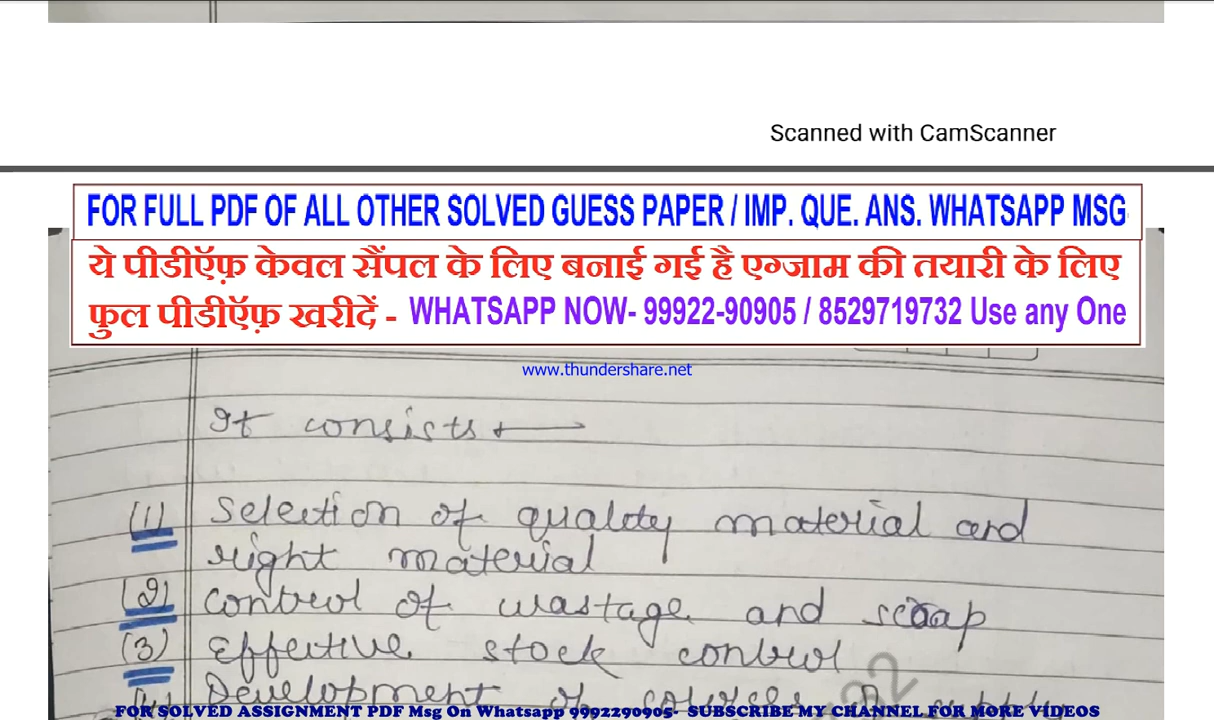 Scanned with CamScanner
FOR FULL PDF OF ALL OTHER SOLVED GUESS PAPER / IMP. QUE. ANS. WHATSAPP MSG
ये पीडीऍफ़ केवल सैंपल के लिए बनाई गई है एग्जाम की तयारी के लिए
फुल पीडीऍफ़ खरीदें - WHATSAPP NOW- 99922-90905 / 8529719732 Use any One
www.thundershare.net
It consists
(1) Selection of quality material and
right material
(2) control of wastage and scrap
(3) Effective stock control
Development of
FOR SOLVED ASSIGNMENT PDF Msg On Whatsapp 9992290905- SUBSCRIBE MY CHANNEL FOR MORE VIDEOS